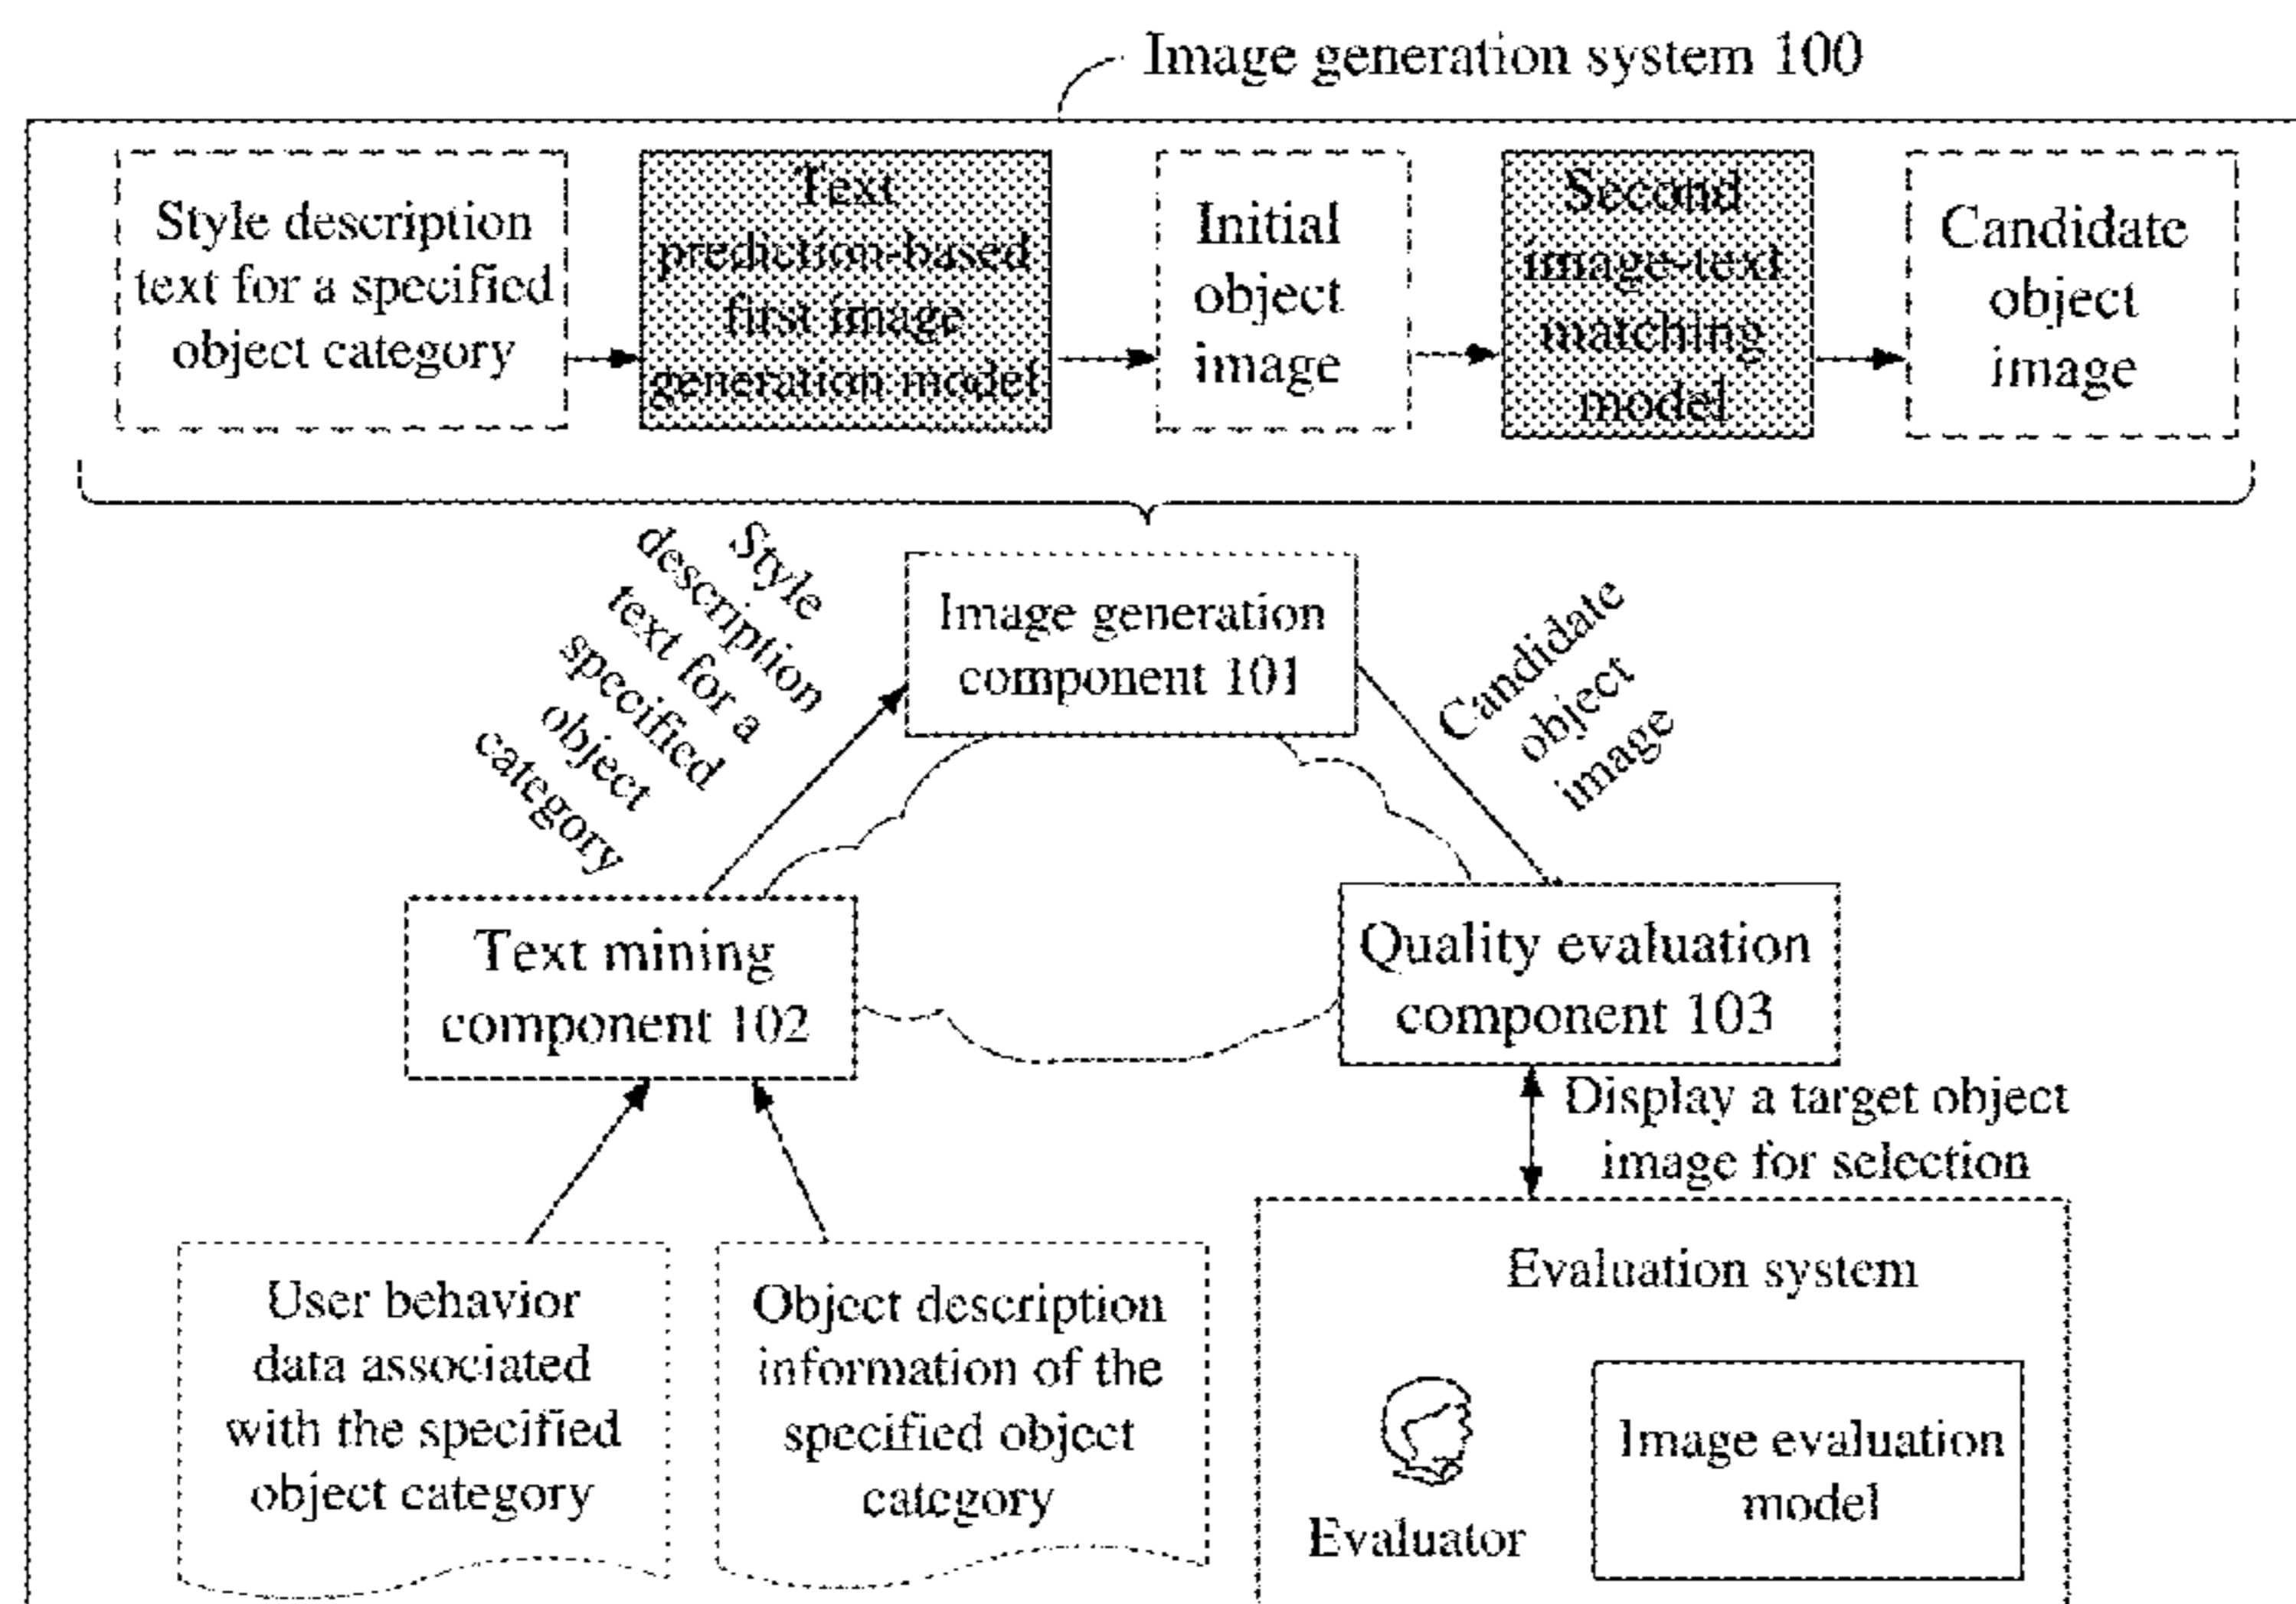 Image generation system 100
Style description
text for a specified
object category
Text
prediction-based
first image
generation model
Initial
object
image
Second
image-text
matching
model
Candidate
object
image
Style
description
text for a
specified
object
category
Image generation
component 101
Candidate
object
image
Text mining
component 102
Quality evaluation
component 103
Display a target object
image for selection
User behavior
data associated
with the specified
object category
Object description
information of the
specified object
category
Evaluation system
Evaluator
Image evaluation
model